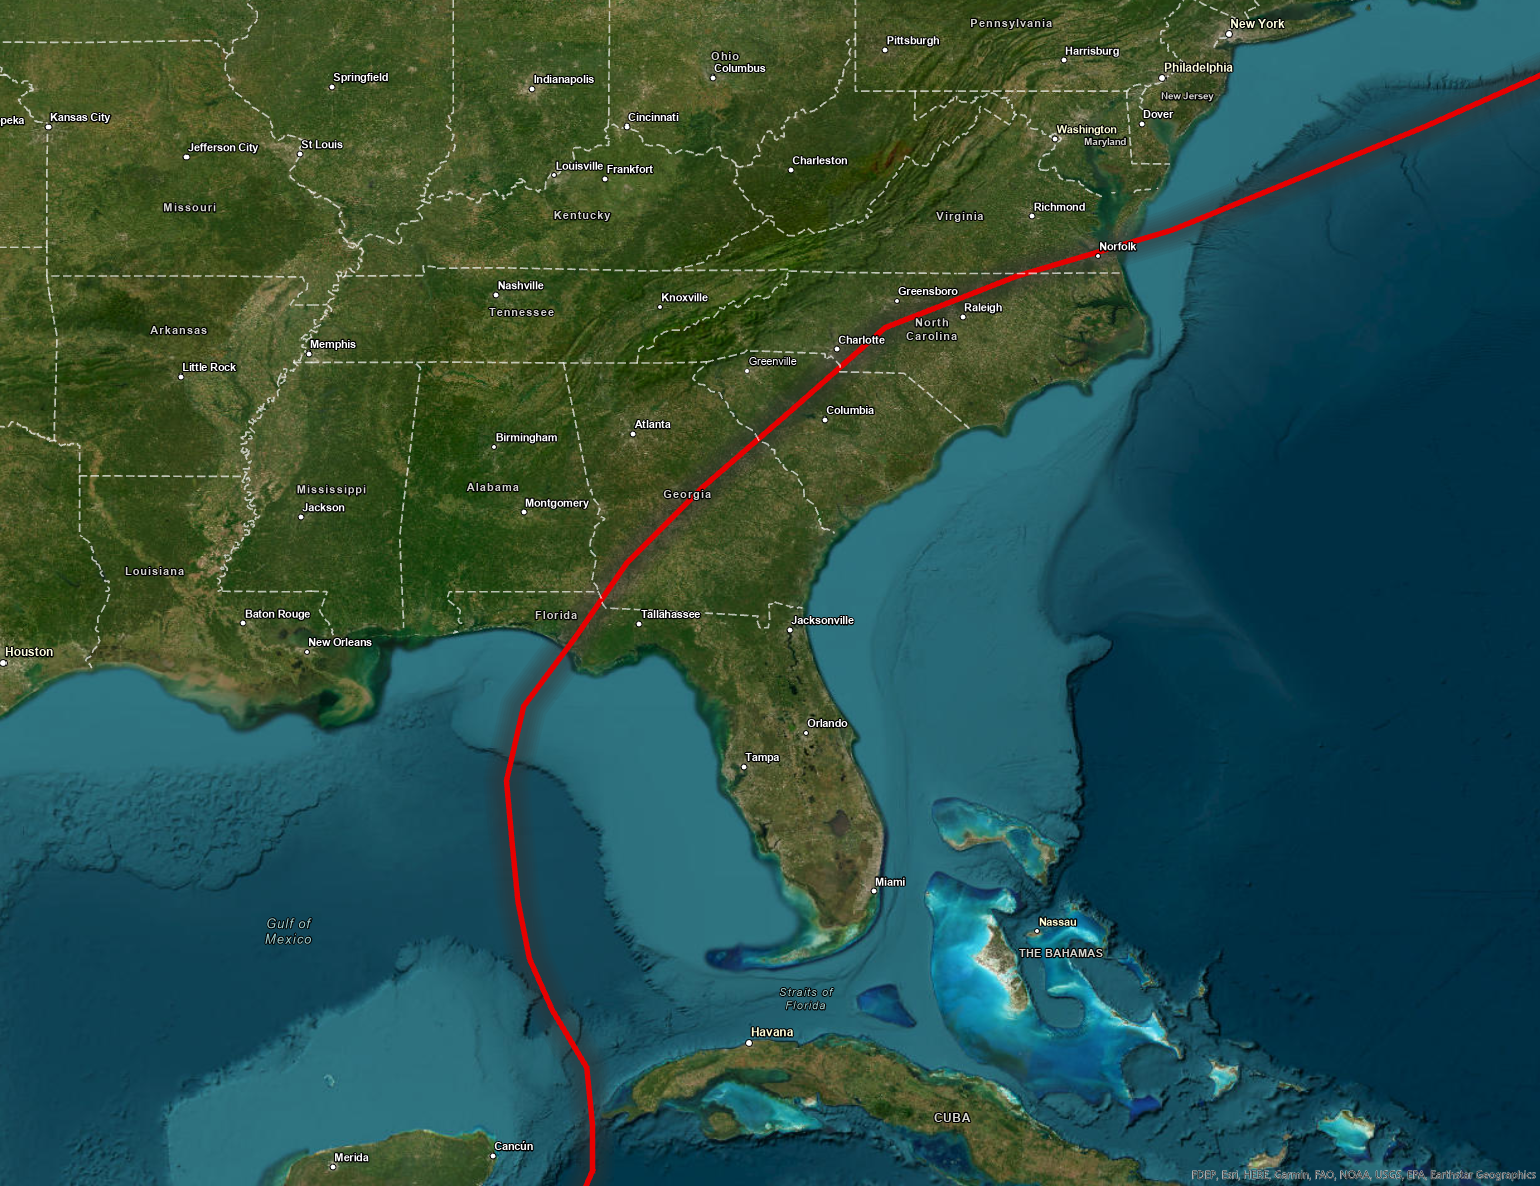 New York
Pennsylvania
Pittsburgh
Harrisburg
Ohio
Columbus
Philadelphia
Springfield
Indianapolis
New Jersey
Dover
peka
Kansas City
Cincinnati
Washington
Maryland
Jefferson City
St Louis
Charleston
Louisville
Frankfort
Missouri
Kentucky
Virginia
Richmond
Norfolk
Nashville
Tennessee
Knoxville
Greensboro
Raleigh
North
Carolina
Arkansas
Memphis
Charlotte
Greenville
Little Rock
Columbia
Atlanta
Birmingham
Mississippi
Jackson
Alabama
Montgomery
Georgia
Louisiana
Baton Rouge
Florida
Tallahassee
Jacksonville
New Orleans
Houston
Orlando
Tampa
Miami
Gulf of
Mexico
Nassau
THE BAHAMAS
Straits of
Florida
Havana
CUBA
Cancún
Merida
FDEP, Esri, HERE, Garmin, FAO, NOAA, USGS, EPA, Earthstar Geographics